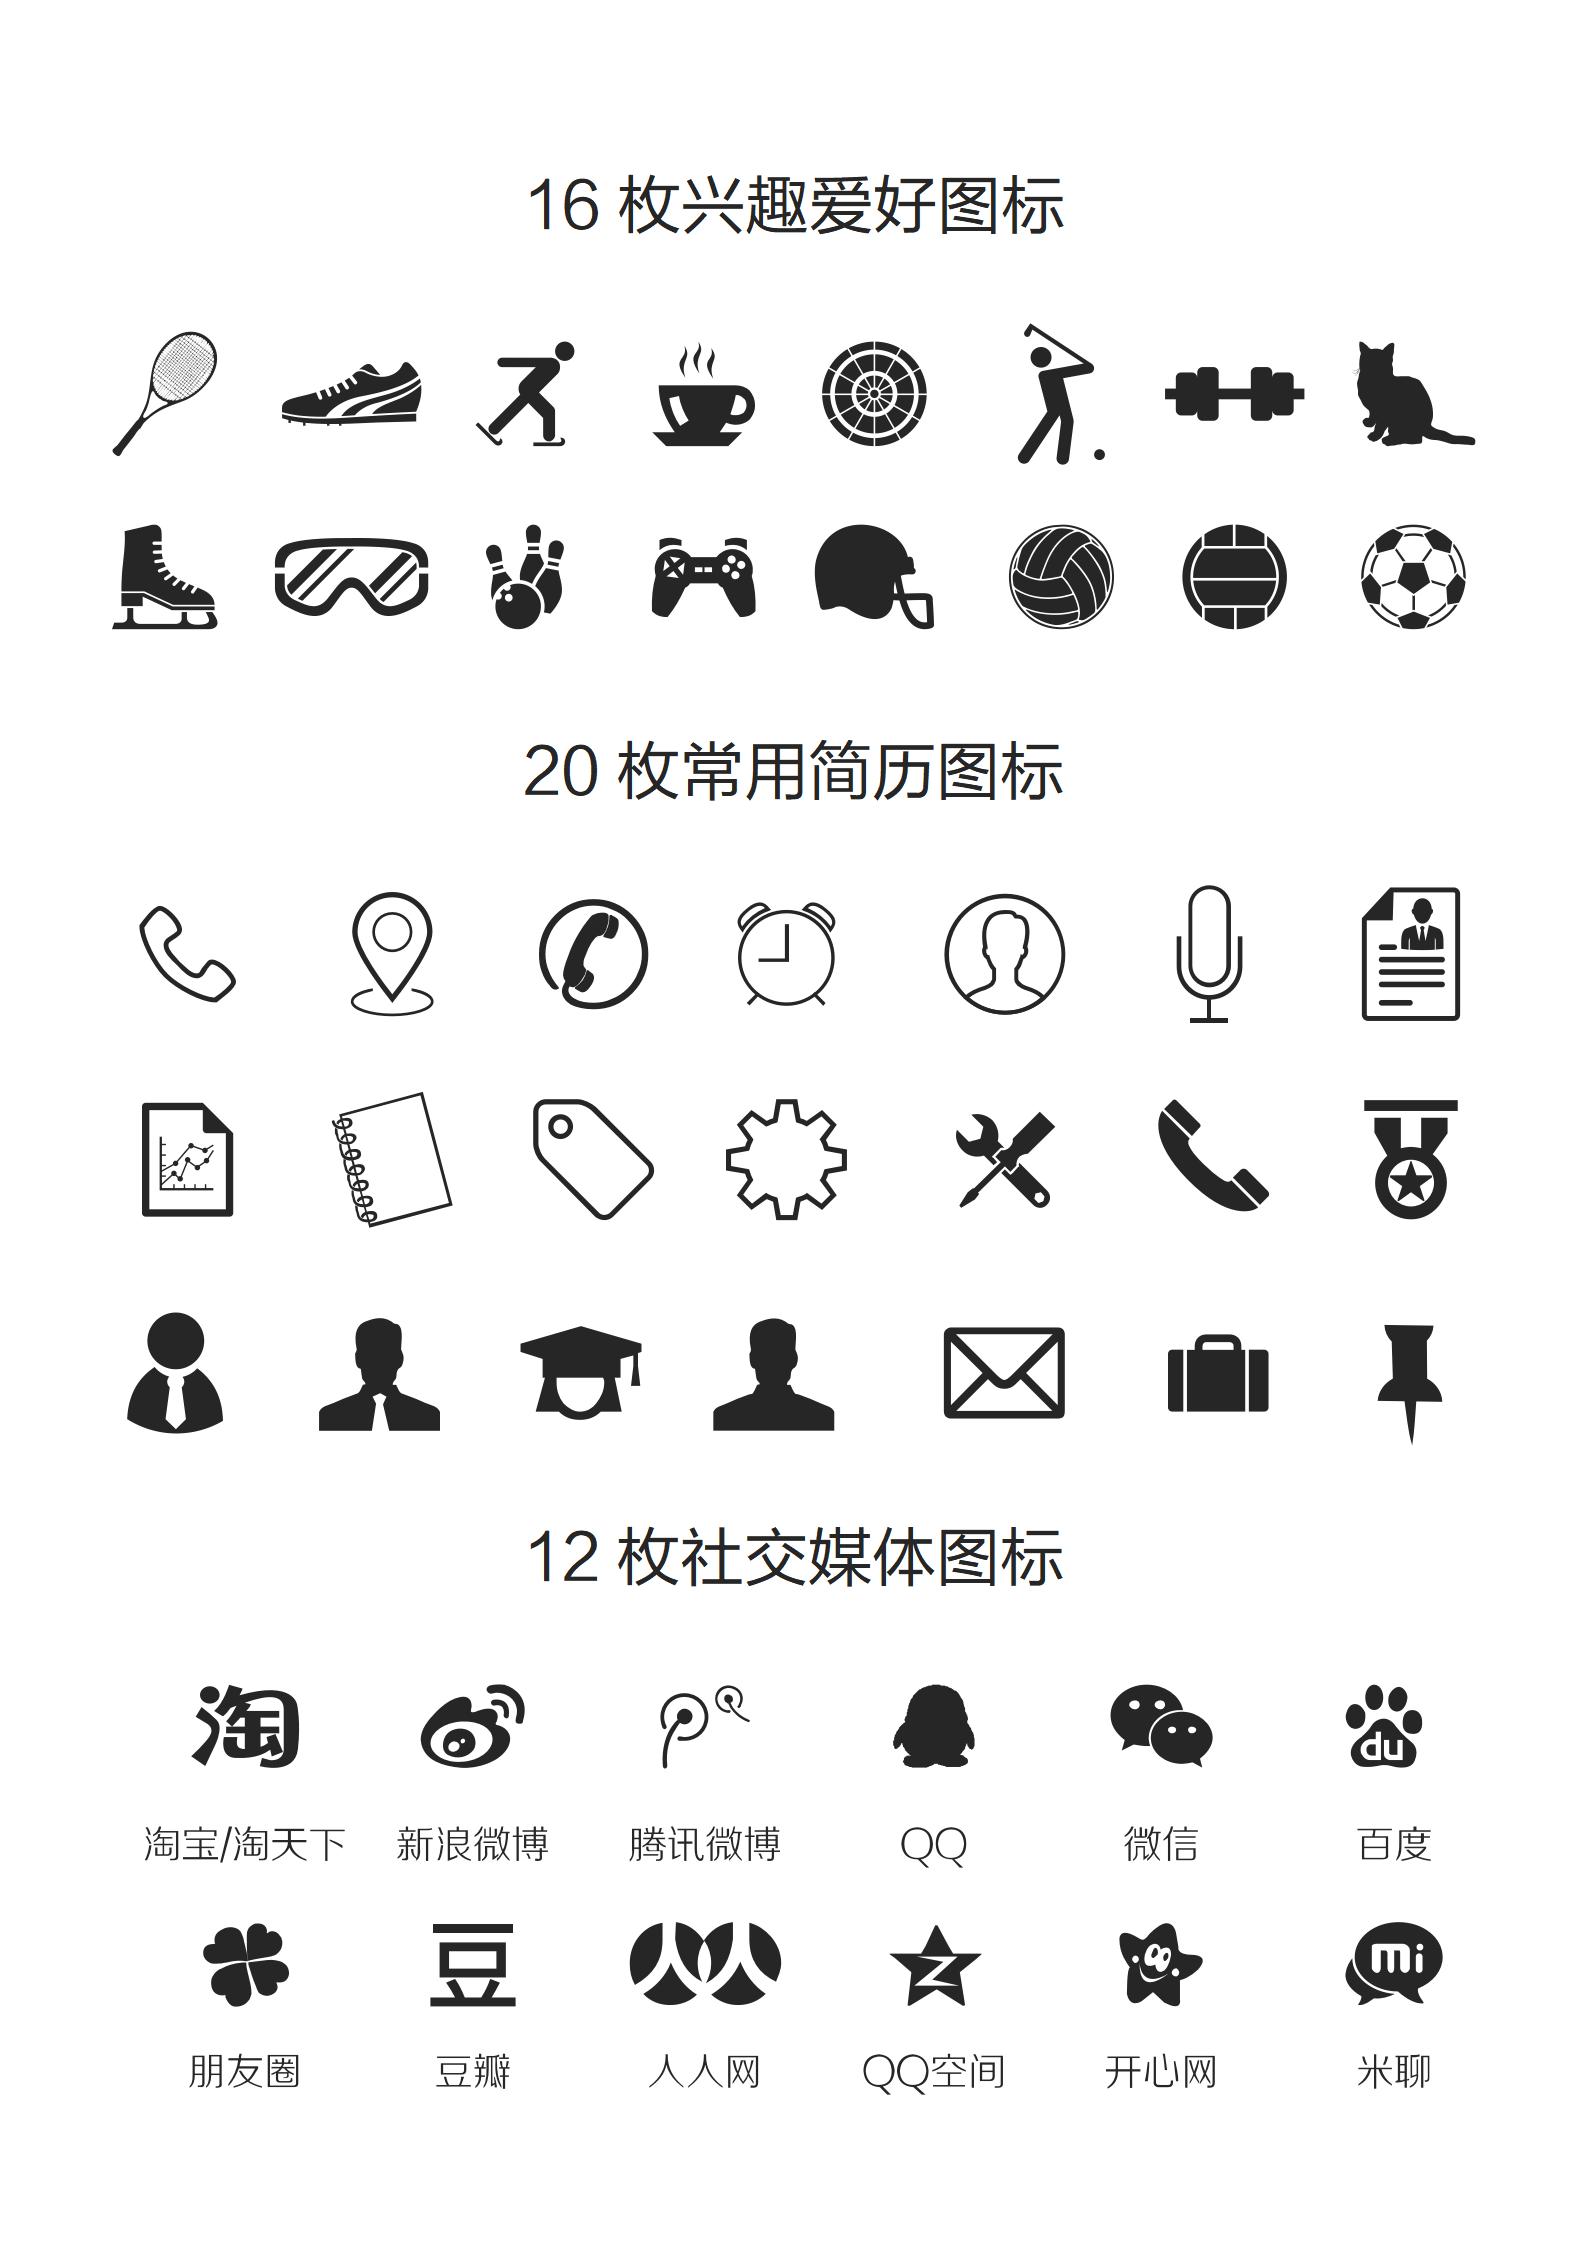 16 枚兴趣爱好图标
20 枚常用简历图标
12 枚社交媒体图标
淘
du
淘宝/淘天下 新浪微博 腾讯微博 QQ 微信 百度
豆 人人 mi
朋友圈 豆瓣 人人网 QQ空间 开心网 米聊